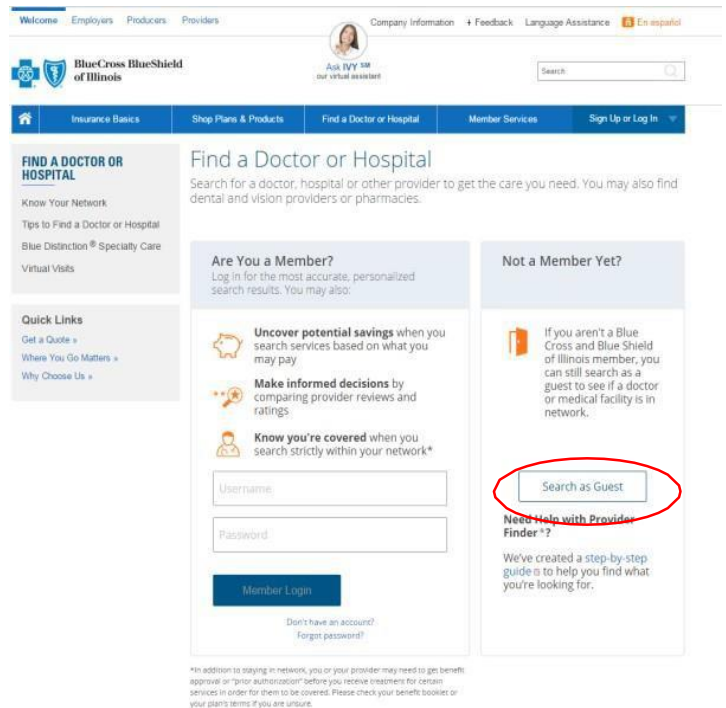 Welcome Employers Producers Providers
Company Information + Feedback Language Assistance En español
BlueCross BlueShield
of Illinois
Ask IVY SM
our virtual assistant
Search
Insurance Basics Shop Plans & Products Find a Doctor or Hospital Member Services Sign Up or Log In
FIND A DOCTOR OR
HOSPITAL
Know Your Network
Tips to Find a Doctor or Hospital
Blue Distinction ® Specialty Care
Virtual Visits
Quick Links
Get a Quote »
Where You Go Matters »
Why Choose Us »
Find a Doctor or Hospital
Search for a doctor, hospital or other provider to get the care you need. You may also find
dental and vision providers or pharmacies.
Are You a Member?
Log in for the most accurate, personalized
search results. You may also:
Uncover potential savings when you
search services based on what you
may pay
Make informed decisions by
comparing provider reviews and
ratings
Know you're covered when you
search strictly within your network*
Username
Password
Member Login
Don't have an account?
Forgot password?
Not a Member Yet?
If you aren't a Blue
Cross and Blue Shield
of Illinois member, you
can still search as a
guest to see if a doctor
or medical facility is in
network.
Search as Guest
Need Help with Provider
Finder®?
We've created a step-by-step
guide to help you find what
you're looking for.
*In addition to staying in network, you or your provider may need to get benefit
approval or "prior authorization" before you receive treatment for certain
services in order for them to be covered. Please check your benefit booklet or
your plan's terms if you are unsure.